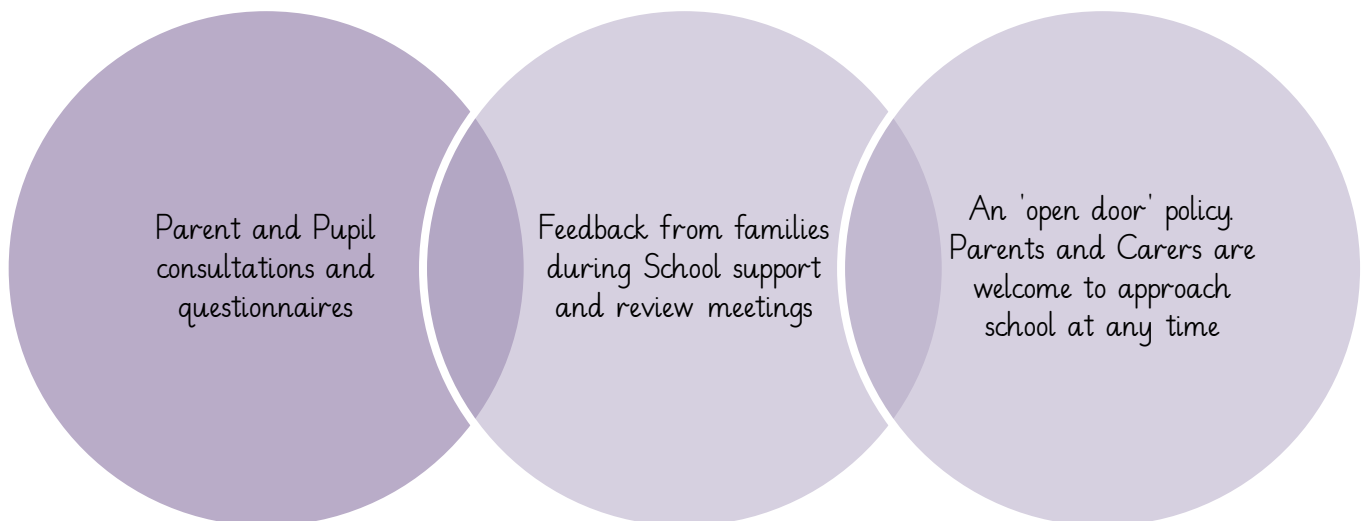 Parent and Pupil
consultations and
questionnaires
Feedback from families
during School support
and review meetings
An 'open door' policy.
Parents and Carers are
welcome to approach
school at any time